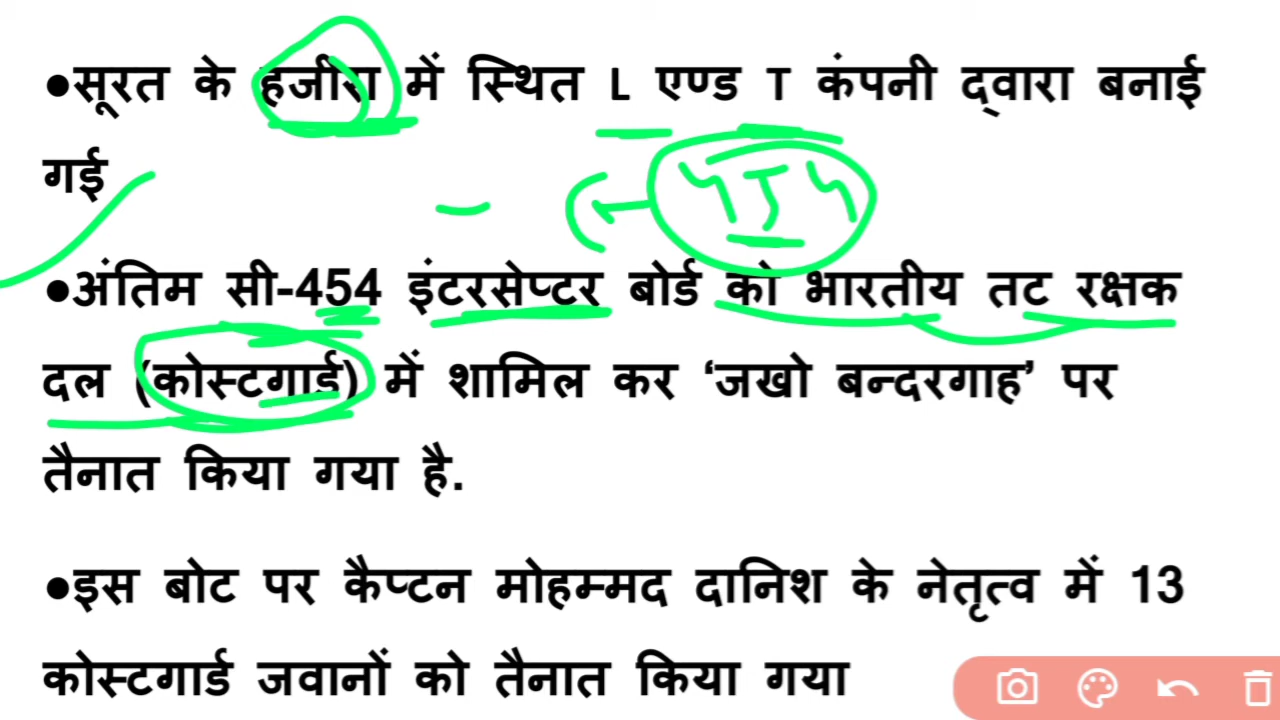 ●सूरत के हजीरा में स्थित L एण्ड T कंपनी द्वारा बनाई
गई
●अंतिम सी-454 इंटरसेप्टर बोर्ड को भारतीय तट रक्षक
दल (कोस्टगार्ड) में शामिल कर ‘जखो बन्दरगाह’ पर
तैनात किया गया है.
●इस बोट पर कैप्टन मोहम्मद दानिश के नेतृत्व में 13
कोस्टगार्ड जवानों को तैनात किया गया